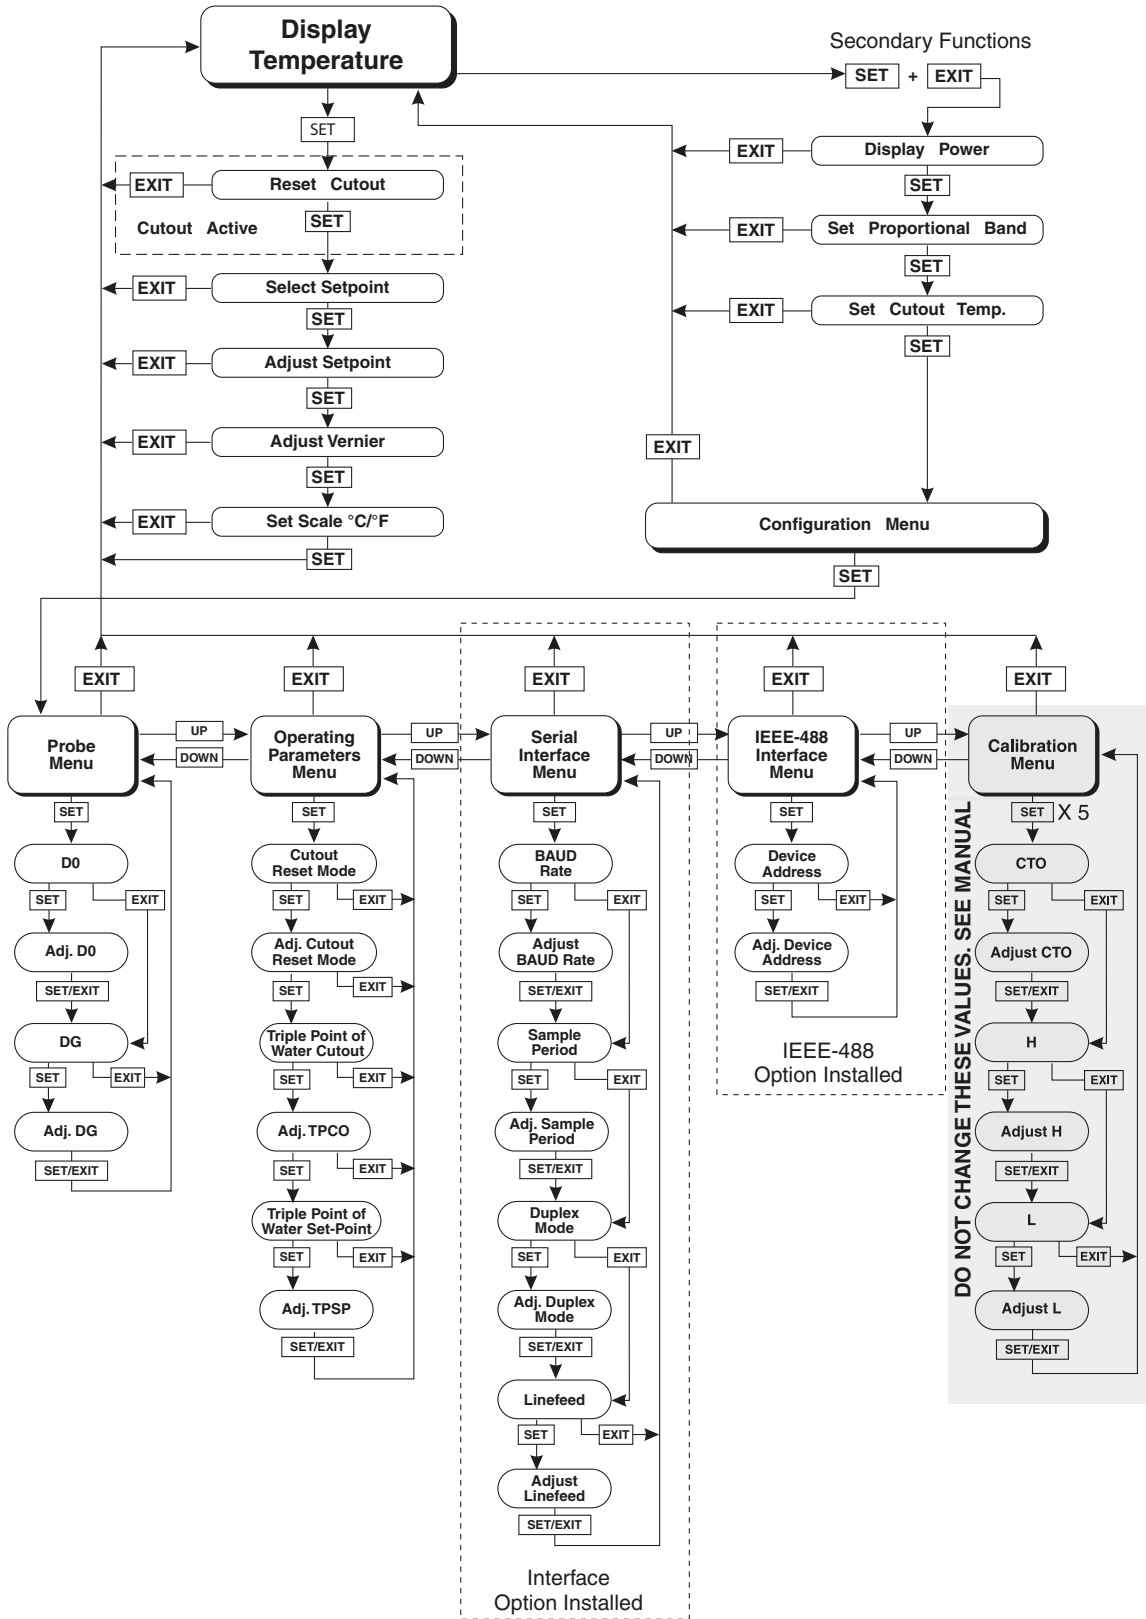 Display
Temperature
Secondary Functions
SET + EXIT
SET
EXIT Reset Cutout
SET
Cutout Active
EXIT Select Setpoint
SET
EXIT Adjust Setpoint
SET
EXIT Adjust Vernier
SET
EXIT Set Scale °C/°F
SET
EXIT Display Power
SET
EXIT Set Proportional Band
SET
EXIT Set Cutout Temp.
SET
EXIT
Configuration Menu
SET
EXIT
EXIT
EXIT
EXIT
EXIT
Probe
Menu
UP
DOWN
Operating
Parameters
Menu
UP
DOWN
Serial
Interface
Menu
UP
DOWN
IEEE-488
Interface
Menu
UP
DOWN
Calibration
Menu
SET
D0
SET EXIT
Adj. D0
SET/EXIT
DG
SET EXIT
Adj. DG
SET/EXIT
SET
Cutout
Reset Mode
SET EXIT
Adj. Cutout
Reset Mode
SET EXIT
Triple Point of
Water Cutout
SET EXIT
Adj. TPCO
SET EXIT
Triple Point of
Water Set-Point
SET EXIT
Adj. TPSP
SET/EXIT
SET
BAUD
Rate
SET EXIT
Adjust
BAUD Rate
SET/EXIT
Sample
Period
SET EXIT
Adj. Sample
Period
SET/EXIT
Duplex
Mode
SET EXIT
Adj. Duplex
Mode
SET/EXIT
Linefeed
SET EXIT
Adjust
Linefeed
SET/EXIT
Interface
Option Installed
SET
Device
Address
SET EXIT
Adj. Device
Address
SET/EXIT
IEEE-488
Option Installed
DO NOT CHANGE THESE VALUES. SEE MANUAL
SET X 5
CTO
SET EXIT
Adjust CTO
SET/EXIT
H
SET EXIT
Adjust H
SET/EXIT
L
SET EXIT
Adjust L
SET/EXIT